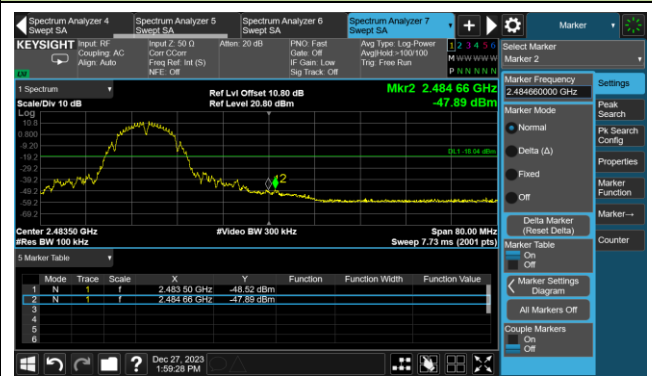 Spectrum Analyzer 4
Swept SA
Spectrum Analyzer 5
Swept SA
Spectrum Analyzer 6
Swept SA
Spectrum Analyzer 7
Swept SA
Marker
KEYSIGHT
Input: RF
Coupling: AC
Align: Auto
Input Z: 50 Ω
Corr CCorr
Freq Ref: Int (S)
NFE: Off
Atten: 20 dB
PNO: Fast
Gate: Off
IF Gain: Low
Sig Track: Off
Avg Type: Log-Power
Avg|Hold:>100/100
Trig: Free Run
1 2 3 4 5 6
M W W W W W
P N N N N N
Select Marker
Marker 2
1 Spectrum
Scale/Div 10 dB
Log
Ref Lvl Offset 10.80 dB
Ref Level 20.80 dBm
Mkr2 2.484 66 GHz
-47.89 dBm
10.8
0.800
-9.20
-19.2
-29.2
-39.2
-49.2
-59.2
-69.2
DL1 -18.04 dBm
2
Center 2.48350 GHz
#Res BW 100 kHz
#Video BW 300 kHz
Span 80.00 MHz
Sweep 7.73 ms (2001 pts)
5 Marker Table
Mode Trace Scale X Y Function Function Width Function Value
1 N 1 f 2.483 50 GHz -48.52 dBm
2 N 1 f 2.484 66 GHz -47.89 dBm
3
4
5
6
Marker Frequency
2.484660000 GHz
Marker Mode
Normal
Delta (Δ)
Fixed
Off
Delta Marker
(Reset Delta)
Marker Table
On
Off
Marker Settings
Diagram
All Markers Off
Couple Markers
On
Off
Settings
Peak
Search
Pk Search
Config
Properties
Marker
Function
Marker→
Counter
Dec 27, 2023
1:59:28 PM